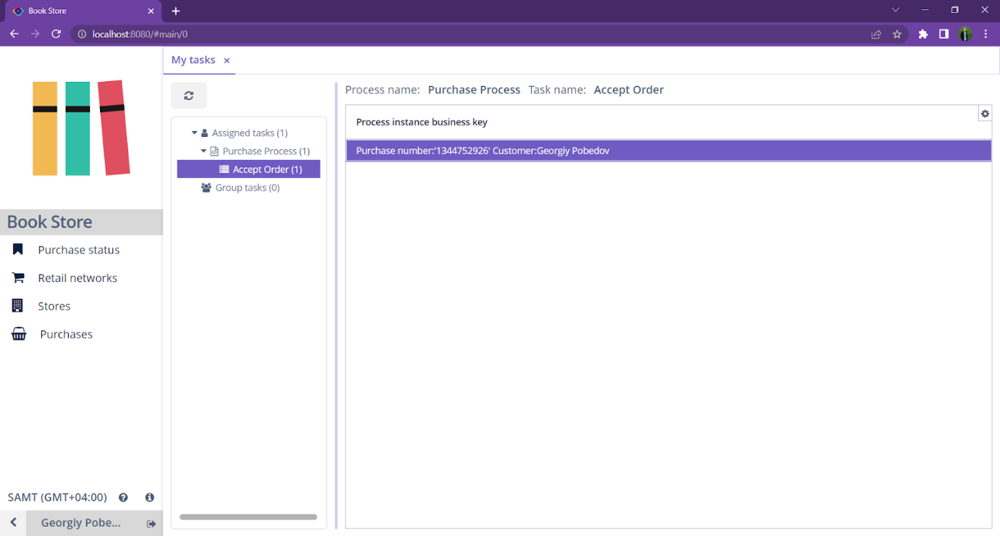 Book Store
localhost:8080/#main/0
My tasks
Process name: Purchase Process Task name: Accept Order
Assigned tasks (1)
Purchase Process (1)
Accept Order (1)
Group tasks (0)
Process instance business key
Purchase number:'1344752926' Customer:Georgiy Pobedov
Book Store
Purchase status
Retail networks
Stores
Purchases
SAMT (GMT+04:00)
Georgiy Pobe...